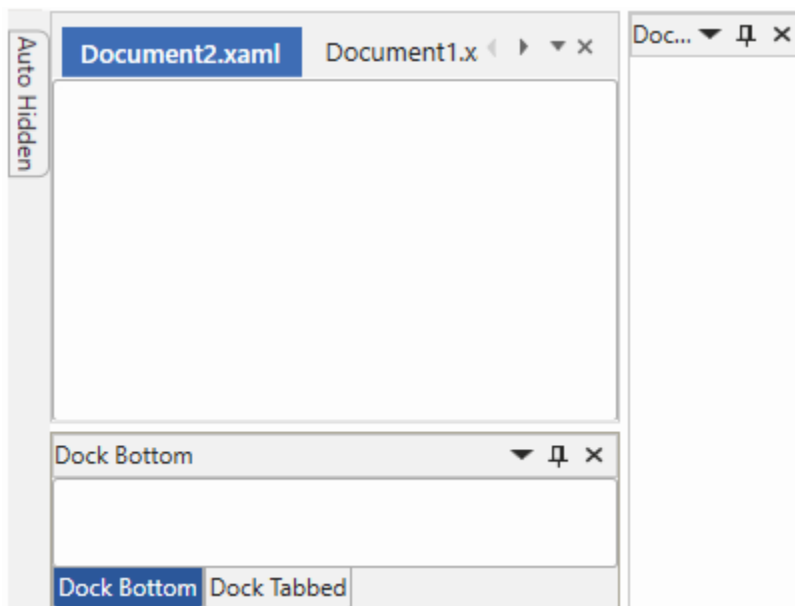 Auto Hidden
Document2.xaml
Document1.x
Doc...
Dock Bottom
Dock Bottom
Dock Tabbed